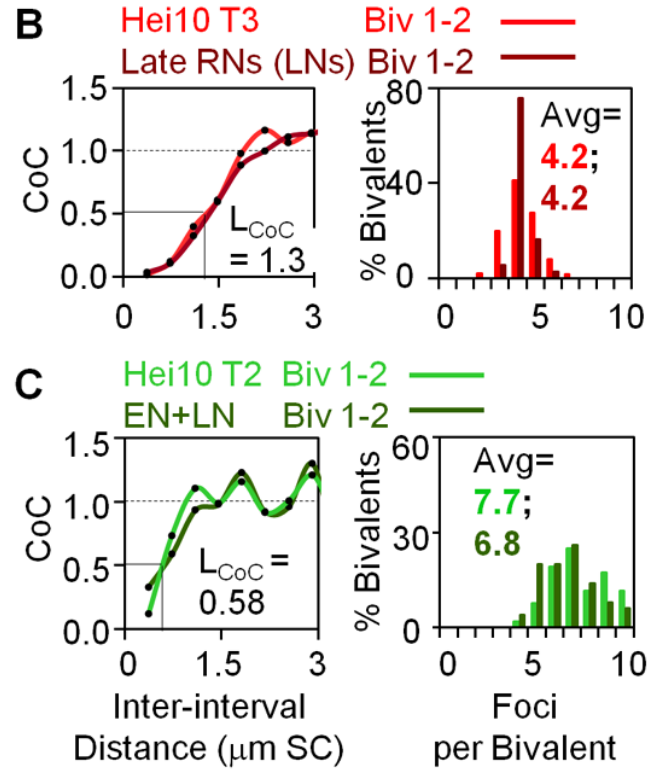 B
Hei10 T3 Biv 1-2
Late RNs (LNs) Biv 1-2
CoC
1.5
1.0
0.5
0.0
0 1.5 3
L CoC
= 1.3
% Bivalents
80
40
0
0 5 10
Avg=
4.2;
4.2
C
Hei10 T2 Biv 1-2
EN+LN Biv 1-2
CoC
1.5
1.0
0.5
0.0
0 1.5 3
L CoC =
0.58
Inter-interval
Distance (μm SC)
% Bivalents
60
30
0
0 5 10
Avg=
7.7;
6.8
Foci
per Bivalent